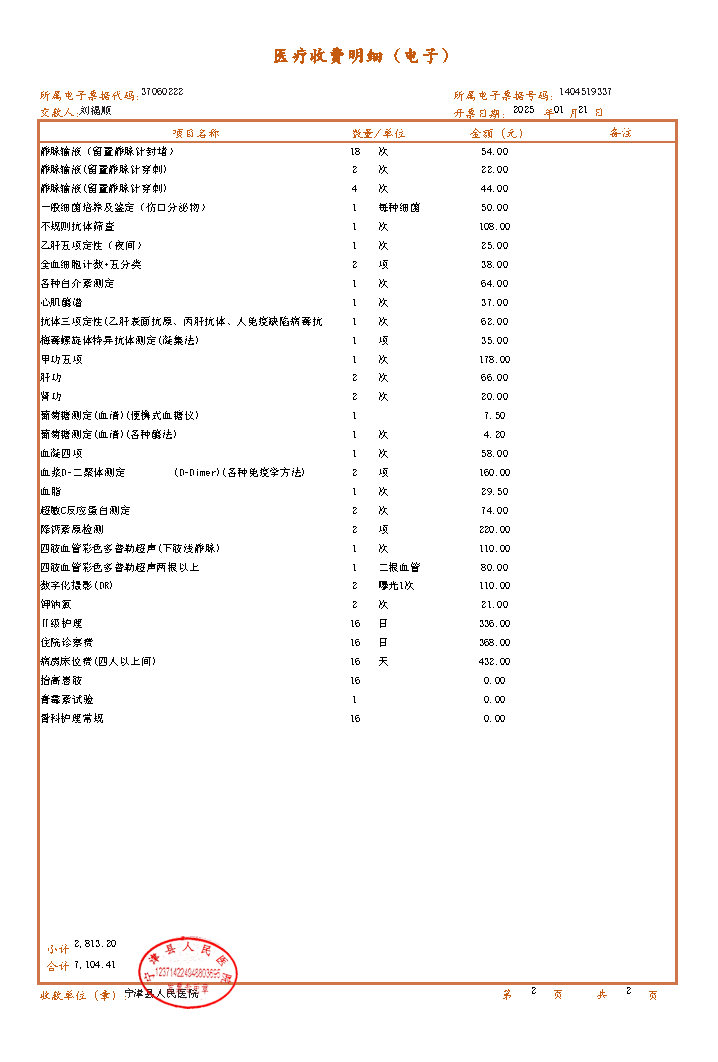 医疗收费明细（电子）
所属电子票据代码:37060222 所属电子票据号码: 1404519337
交款人:刘福顺 开票日期: 2025 年01 月21 日
项目名称 数量/单位 金额（元） 备注
静脉输液（留置静脉计封堵） 18 次 54.00
静脉输液(留置静脉计穿刺) 2 次 22.00
静脉输液(留置静脉计穿刺) 4 次 44.00
一般细菌培养及鉴定（伤口分泌物） 1 每种细菌 50.00
不规则抗体筛查 1 次 108.00
乙肝五项定性（夜间） 1 次 25.00
全血细胞计数+五分类 2 项 38.00
各种白介素测定 1 次 64.00
心肌酶谱 1 次 37.00
抗体三项定性(乙肝表面抗原、丙肝抗体、人免疫缺陷病毒抗 1 次 62.00
梅毒螺旋体特异抗体测定(凝集法) 1 项 35.00
甲功五项 1 次 178.00
肝功 2 次 66.00
肾功 2 次 20.00
葡萄糖测定(血清)(便携式血糖仪) 1 7.50
葡萄糖测定(血清)(各种酶法) 1 次 4.20
血凝四项 1 次 58.00
血浆D-二聚体测定 (D-Dimer)(各种免疫学方法) 2 项 160.00
血脂 1 次 29.50
超敏C反应蛋白测定 2 次 74.00
降钙素原检测 2 项 220.00
四肢血管彩色多普勒超声(下肢浅静脉) 1 次 110.00
四肢血管彩色多普勒超声两根以上 1 二根血管 80.00
数字化摄影(DR) 2 曝光1次 110.00
钾钠氯 2 次 21.00
II级护理 16 日 336.00
住院诊察费 16 日 368.00
病房床位费(四人以上间) 16 天 432.00
抬高患肢 16 0.00
青霉素试验 1 0.00
骨科护理常规 16 0.00
小计 2,813.20
合计 7,104.41
宁津县人民医院
收款单位（章）:宁津县人民医院 第 2 页 共 2 页